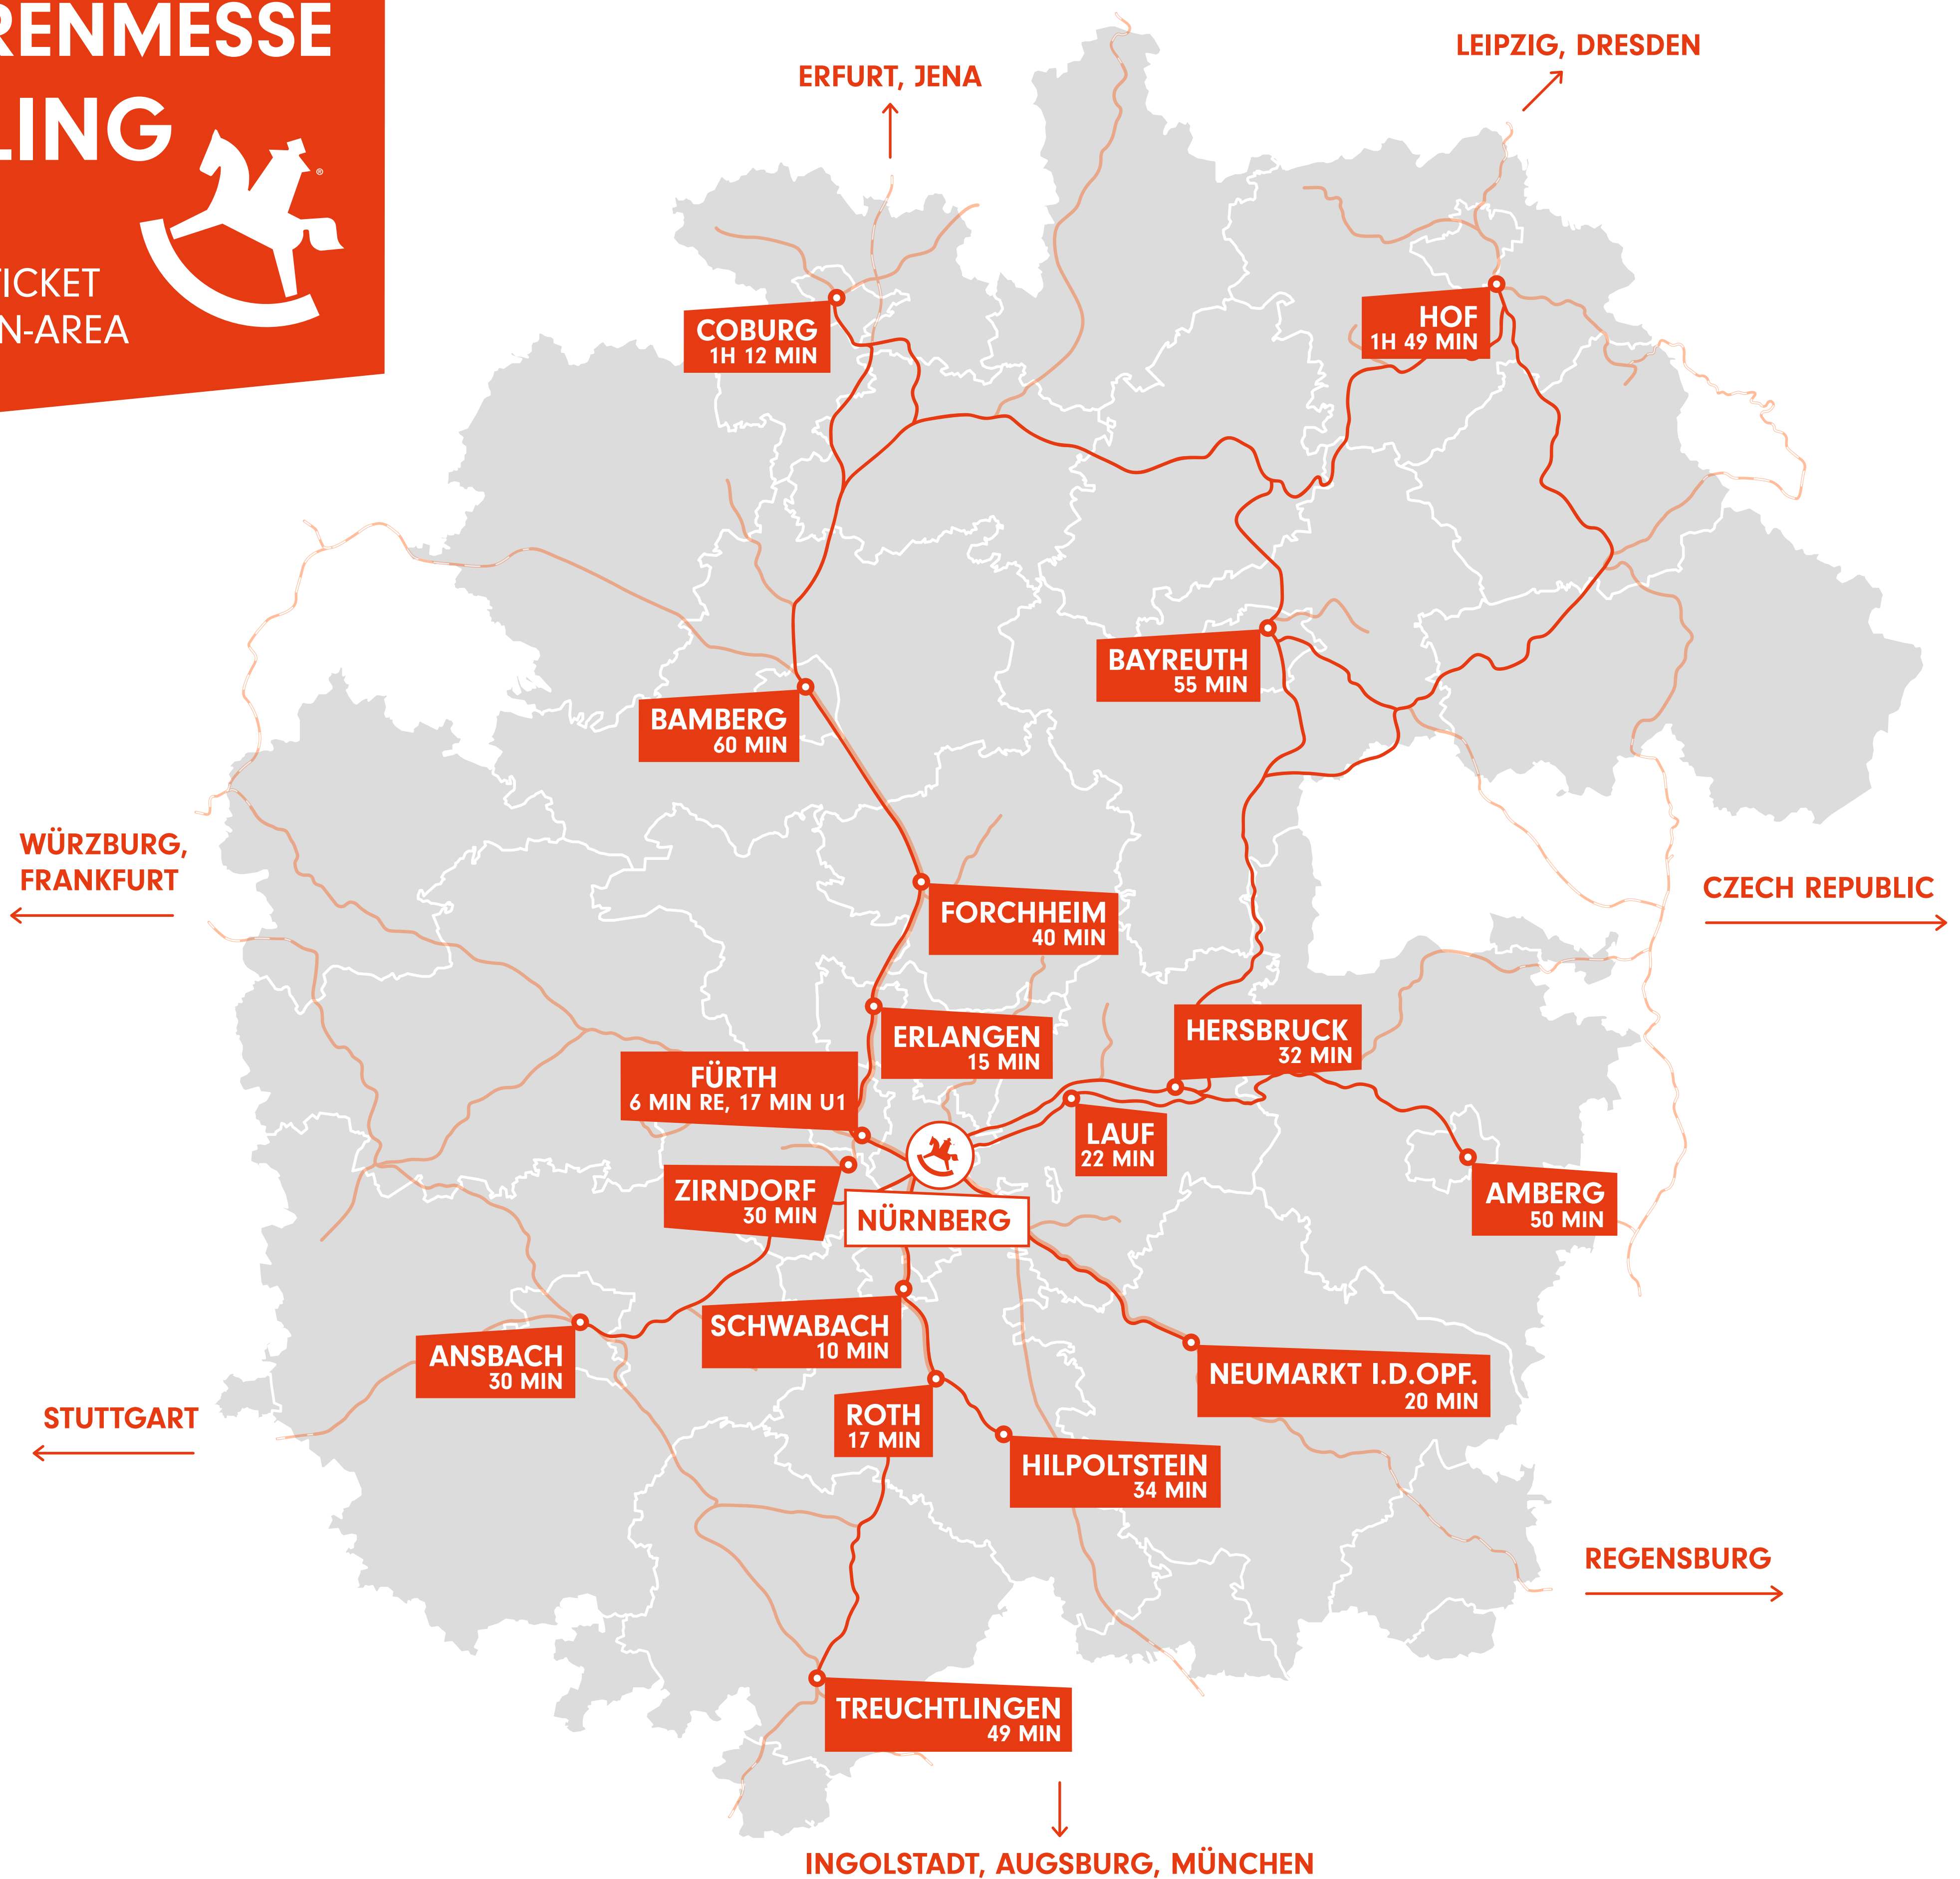 RENMESSE
LING
®
TICKET
N-AREA
ERFURT, JENA
LEIPZIG, DRESDEN
COBURG
1H 12 MIN
HOF
1H 49 MIN
BAYREUTH
55 MIN
BAMBERG
60 MIN
WÜRZBURG,
FRANKFURT
CZECH REPUBLIC
FORCHHEIM
40 MIN
ERLANGEN
15 MIN
HERSBRUCK
32 MIN
FÜRTH
6 MIN RE, 17 MIN U1
LAUF
22 MIN
ZIRNDORF
30 MIN
NÜRNBERG
AMBERG
50 MIN
SCHWABACH
10 MIN
ANSBACH
30 MIN
NEUMARKT I.D.OPF.
20 MIN
STUTTGART
ROTH
17 MIN
HILPOLTSTEIN
34 MIN
REGENSBURG
TREUCHTLINGEN
49 MIN
INGOLSTADT, AUGSBURG, MÜNCHEN